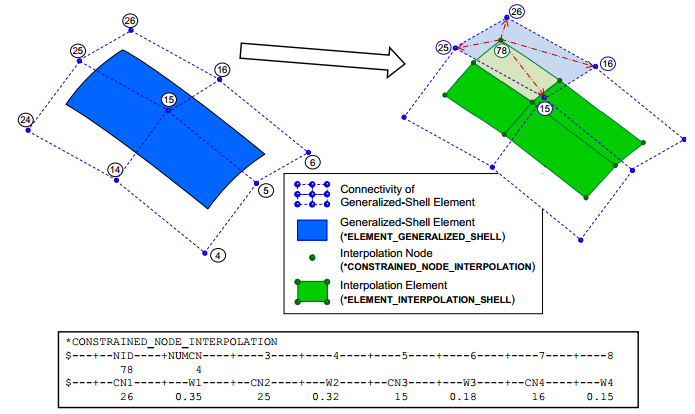 26
25
16
15
24
14
6
5
4
26
25
78
16
15
Connectivity of
Generalized-Shell Element
Generalized-Shell Element
(*ELEMENT_GENERALIZED_SHELL)
Interpolation Node
(*CONSTRAINED_NODE_INTERPOLATION)
Interpolation Element
(*ELEMENT_INTERPOLATION_SHELL)
*CONSTRAINED_NODE_INTERPOLATION
$---+--NID----+NUMCN----+----3----+----4----+----5----+----6----+----7----+----8
78 4
$---+--CN1----+---W1----+--CN2----+---W2----+--CN3----+---W3----+--CN4----+---W4
26 0.35 25 0.32 15 0.18 16 0.15